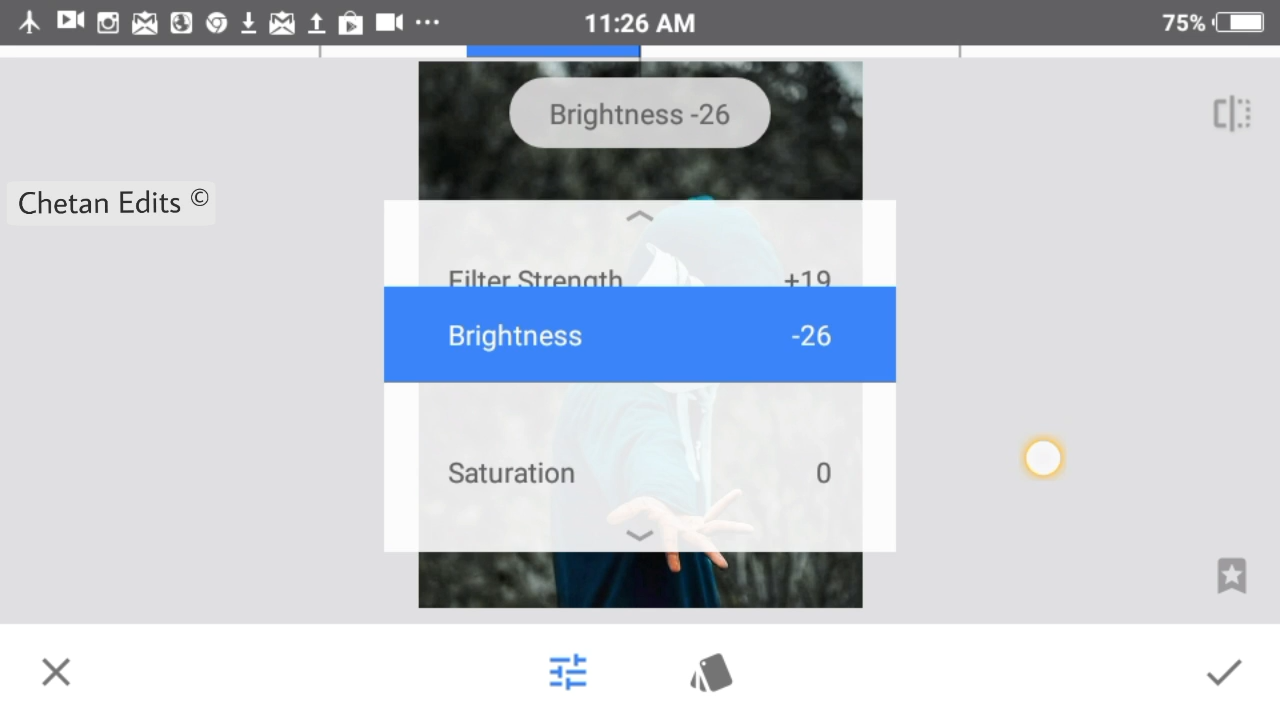 11:26 AM
75%
Brightness -26
Chetan Edits ©
Filter Strength +19
Brightness -26
Saturation 0